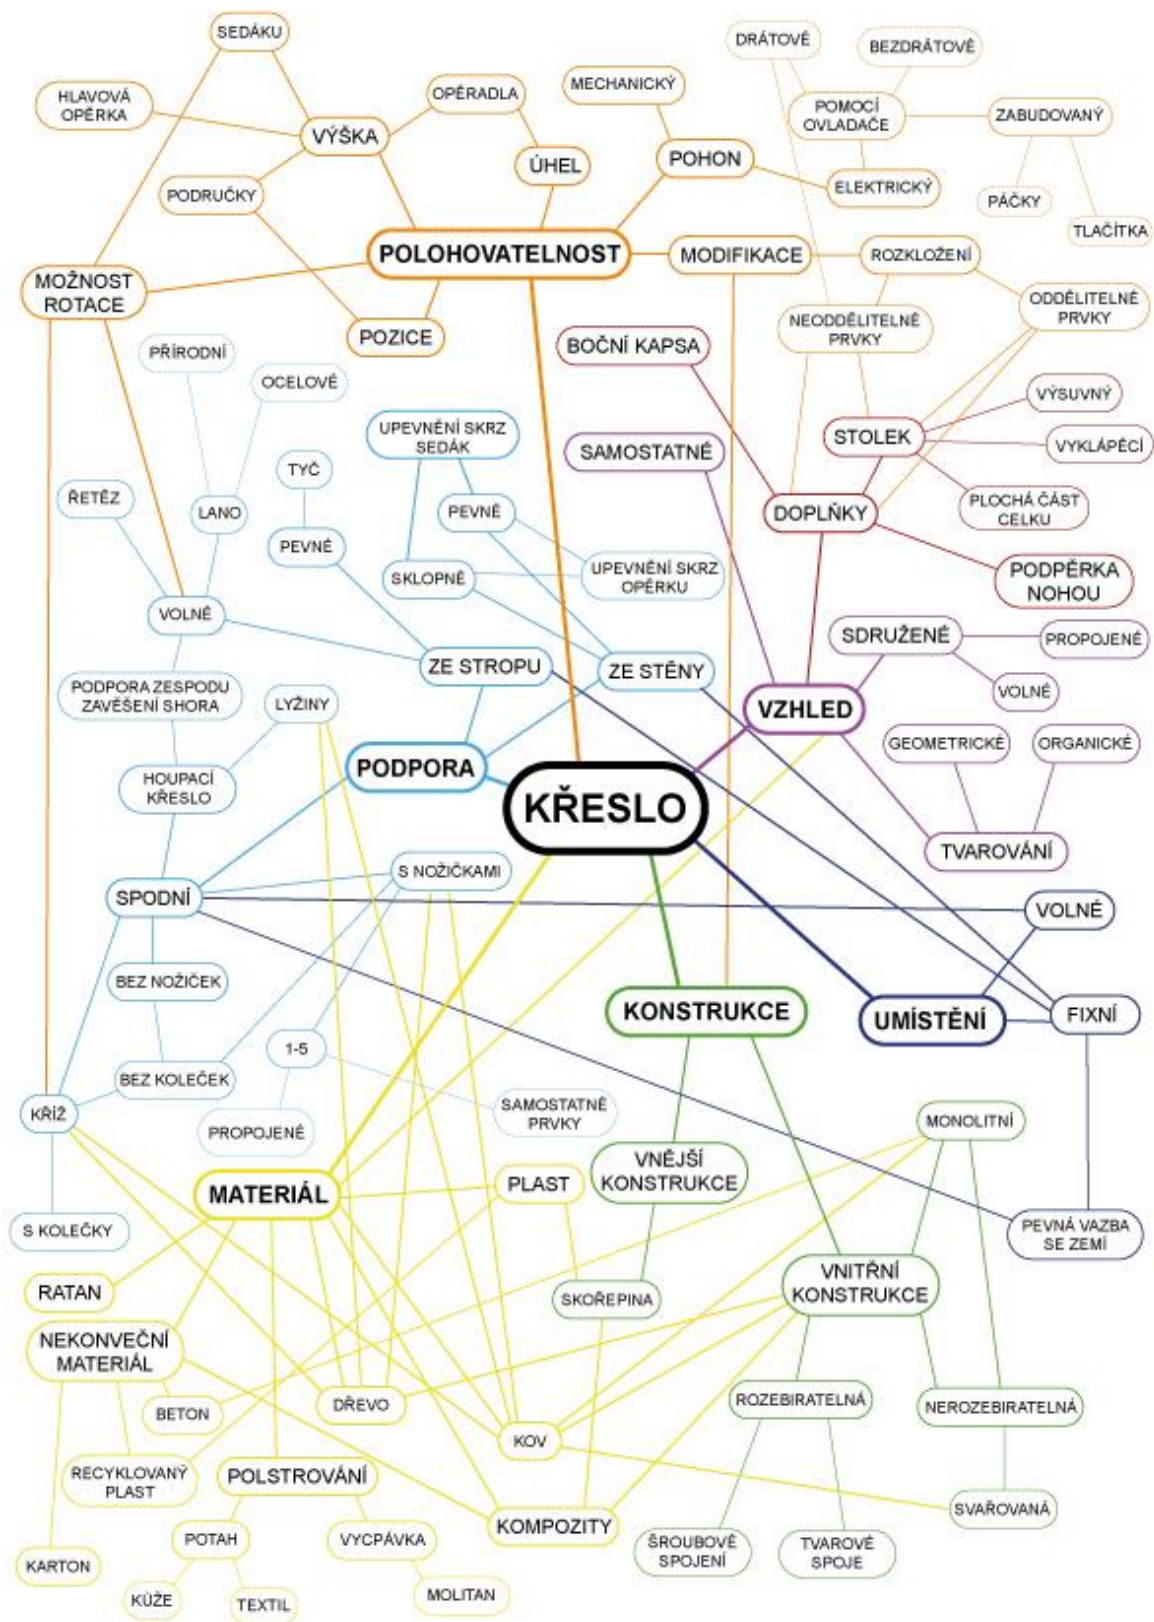 SEDÁKU
DRÁTOVÉ
BEZDRÁTOVÉ
HLAVOVÁ
OPĚRKA
OPĚRADLA
MECHANICKÝ
POMOCÍ
OVLADAČE
ZABUDOVANÝ
VÝŠKA
ÚHEL
POHON
PODRUČKY
ELEKTRICKÝ
PÁČKY
TLAČÍTKA
POLOHOVATELNOST
MODIFIKACE
ROZKLOŽENÍ
MOŽNOST
ROTACE
ODDĚLITELNÉ
PRVKY
POZICE
NEODDĚLITELNÉ
PRVKY
BOČNÍ KAPSA
PŘÍRODNÍ
OCELOVÉ
VÝSUVNÝ
UPEVNĚNÍ SKRZ
SEDÁK
SAMOSTATNÉ
STOLEK
VYKLÁPĚCÍ
TYČ
ŘETĚZ
LANO
PEVNÉ
DOPLŇKY
PLOCHÁ ČÁST
CELKU
PEVNÉ
SKLOPNÉ
UPEVNĚNÍ SKRZ
OPĚRKU
PODPĚRKA
NOHOU
VOLNÉ
SDRUŽENÉ
PROPOJENÉ
ZE STROPU
ZE STĚNY
PODPORA ZESPODU
ZAVĚŠENÍ SHORA
LYŽINY
VZHLED
VOLNÉ
GEOMETRICKÉ
ORGANICKÉ
PODPORA
HOUPACÍ
KŘESLO
KŘESLO
TVAROVÁNÍ
S NOŽIČKAMI
SPODNÍ
VOLNÉ
BEZ NOŽIČEK
KONSTRUKCE
UMÍSTĚNÍ
FIXNÍ
1-5
BEZ KOLEČEK
KŘÍŽ
PROPOJENÉ
SAMOSTATNÉ
PRVKY
MONOLITNÍ
VNĚJŠÍ
KONSTRUKCE
MATERIÁL
PLAST
S KOLEČKY
PEVNÁ VAZBA
SE ZEMÍ
RATAN
SKOŘEPINA
VNITŘNÍ
KONSTRUKCE
NEKONVEČNÍ
MATERIÁL
BETON
DŘEVO
ROZEBIRATELNÁ
NEROZEBIRATELNÁ
KOV
RECYKLOVANÝ
PLAST
POLSTROVÁNÍ
SVAŘOVANÁ
KOMPOZITY
POTAH
VYCPÁVKA
ŠROUBOVÉ
SPOJENÍ
TVAROVÉ
SPOJE
KARTON
KŮŽE
TEXTIL
MOLITAN